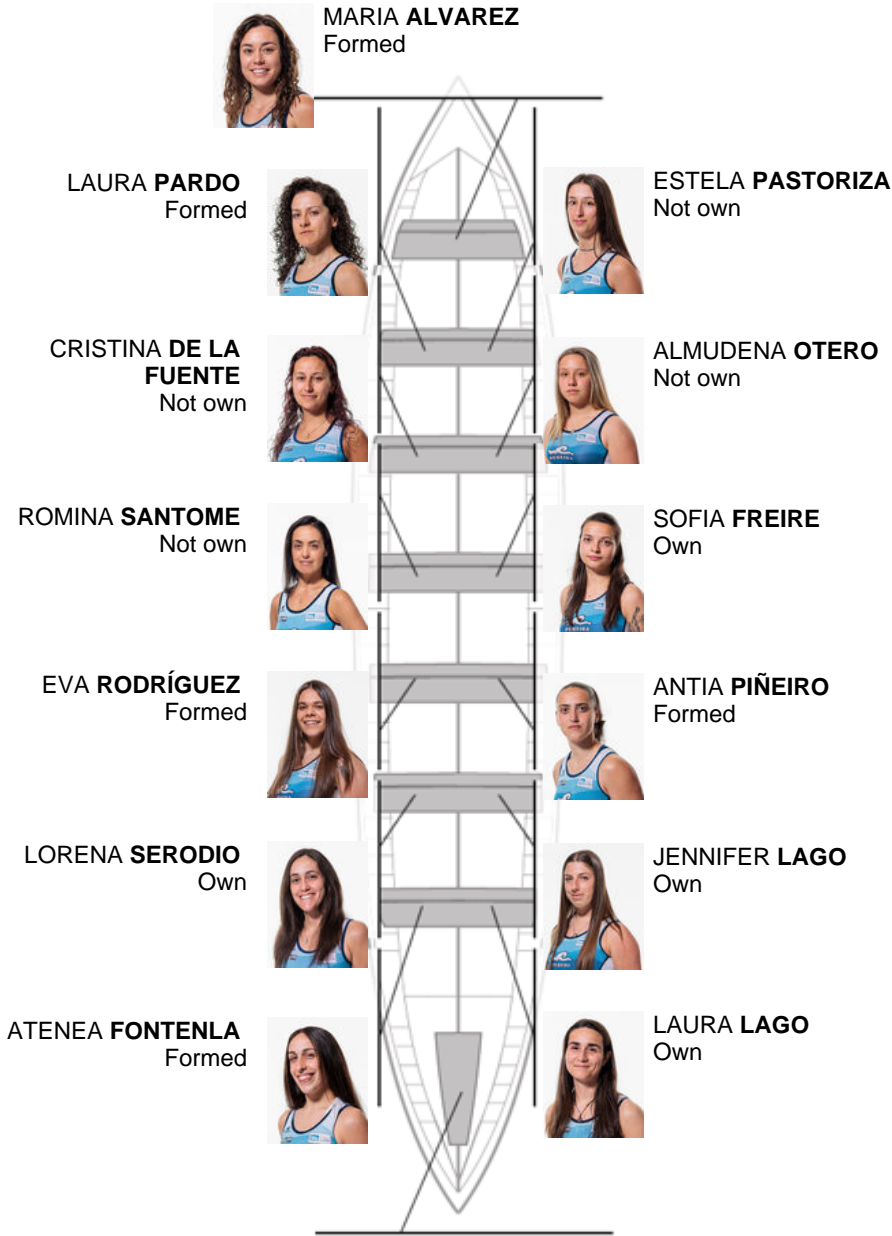 MARIA ALVAREZ
Formed
LAURA PARDO
Formed
ESTELA PASTORIZA
Not own
CRISTINA DE LA
FUENTE
Not own
ALMUDENA OTERO
Not own
ROMINA SANTOME
Not own
SOFIA FREIRE
Own
EVA RODRÍGUEZ
Formed
ANTIA PIÑEIRO
Formed
LORENA SERODIO
Own
JENNIFER LAGO
Own
ATENEA FONTENLA
Formed
LAURA LAGO
Own